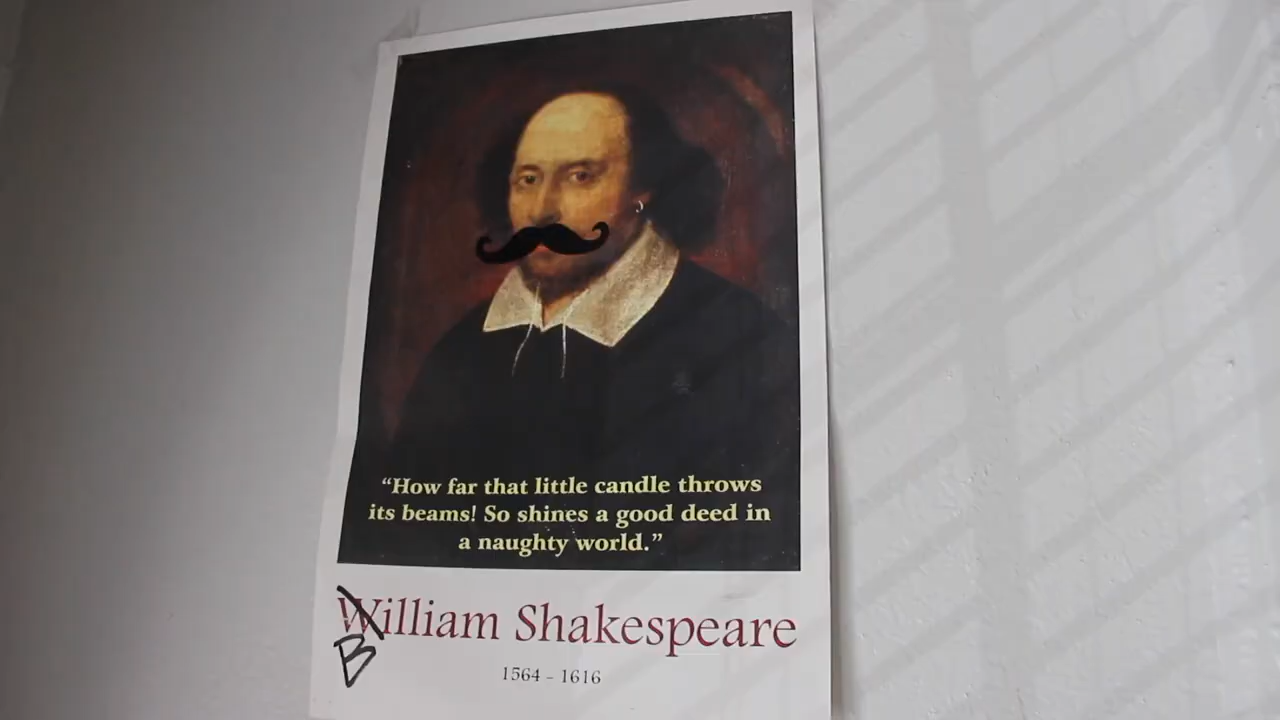 “How far that little candle throws
its beams! So shines a good deed in
a naughty world.”
William Shakespeare
B
1564 - 1616